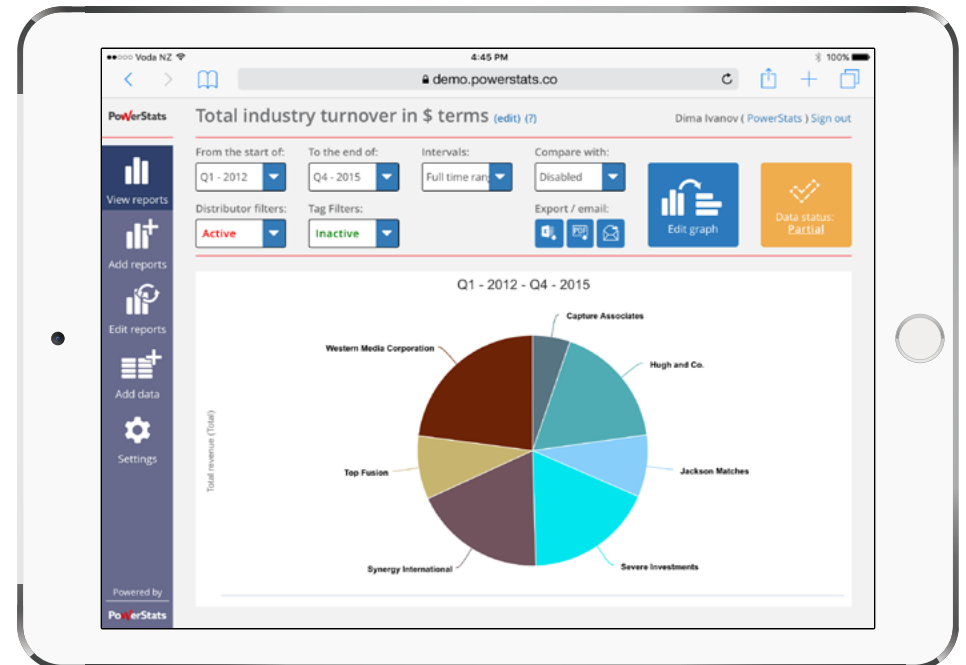 Voda NZ
4:45 PM
100%
demo.powerstats.co
PoWerStats
Total industry turnover in $ terms (edit) (?)
Dima Ivanov ( PowerStats ) Sign out
View reports
Add reports
Edit reports
Add data
Settings
Powered by
PoWerStats
From the start of:
To the end of:
Intervals:
Compare with:
Q1 - 2012
Q4 - 2015
Full time ran
Disabled
Distributor filters:
Tag Filters:
Export / email:
Active
Inactive
PDF
Edit graph
Data status:
Partial
Q1 - 2012 - Q4 - 2015
Capture Associates
Western Media Corporation
Hugh and Co.
Total revenue (Total)
Top Fusion
Jackson Matches
Synergy International
Severe Investments